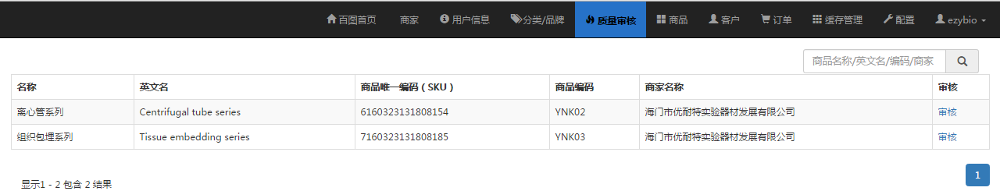 百图首页 商家 用户信息 分类/品牌 质量审核 商品 客户 订单 缓存管理 配置 ezybio
商品名称/英文名/编码/商家
名称 英文名 商品唯一编码（SKU） 商品编码 商家名称 审核
离心管系列 Centrifugal tube series 6160323131808154 YNK02 海门市优耐特实验器材发展有限公司 审核
组织包埋系列 Tissue embedding series 7160323131808185 YNK03 海门市优耐特实验器材发展有限公司 审核
1
显示1 - 2 包含 2 结果